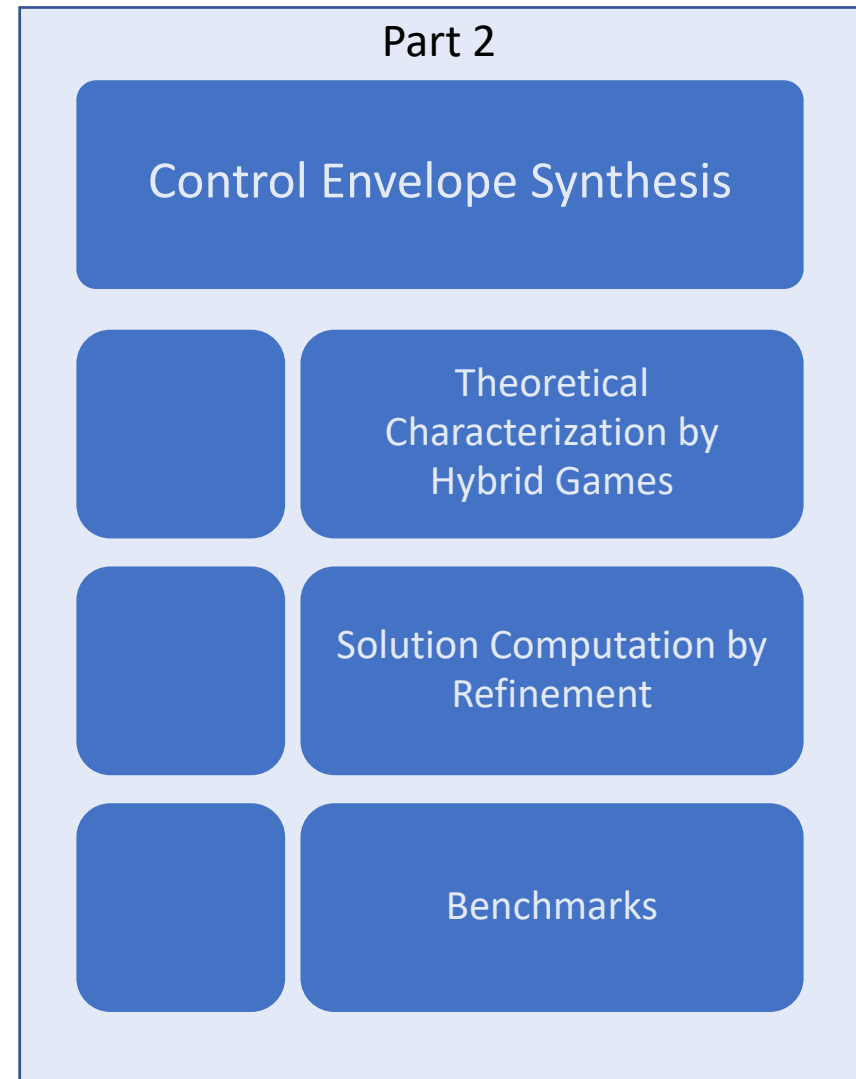 Part 2
Control Envelope Synthesis
Theoretical
Characterization by
Hybrid Games
Solution Computation by
Refinement
Benchmarks